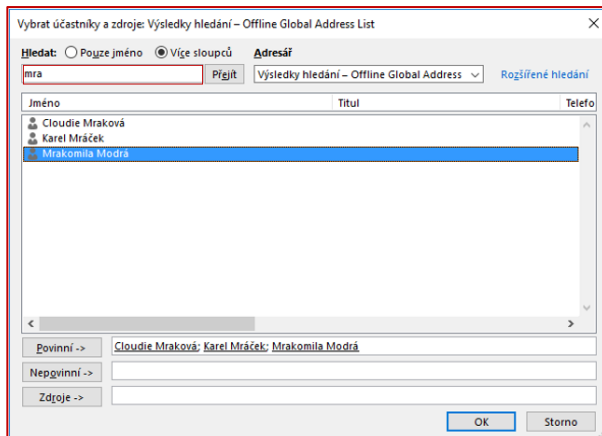 Vybrat účastníky a zdroje: Výsledky hledání – Offline Global Address List
Hledat: Pouze jméno Více sloupců Adresář
mra Přejít Výsledky hledání – Offline Global Address Rozšířené hledání
Jméno Titul Telefo
Cloudie Mraková
Karel Mráček
Mrakomila Modrá
Povinní -> Cloudie Mraková; Karel Mráček; Mrakomila Modrá
Nepovinní ->
Zdroje ->
OK Storno